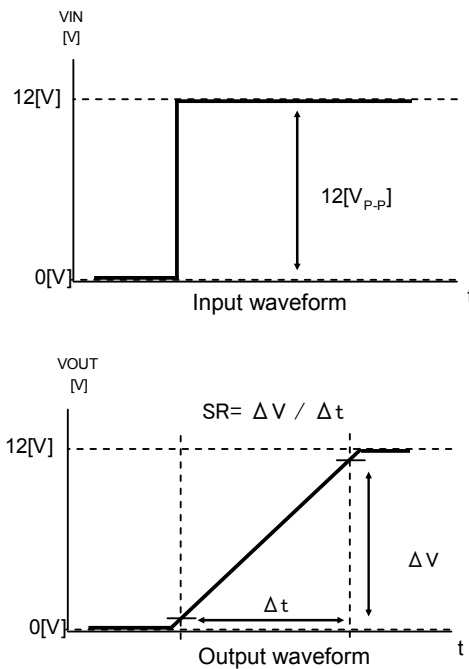 VIN
[V]
12[V]
12[VP-P]
0[V]
t
Input waveform
VOUT
[V]
SR= ΔV / Δt
12[V]
ΔV
Δt
0[V]
t
Output waveform